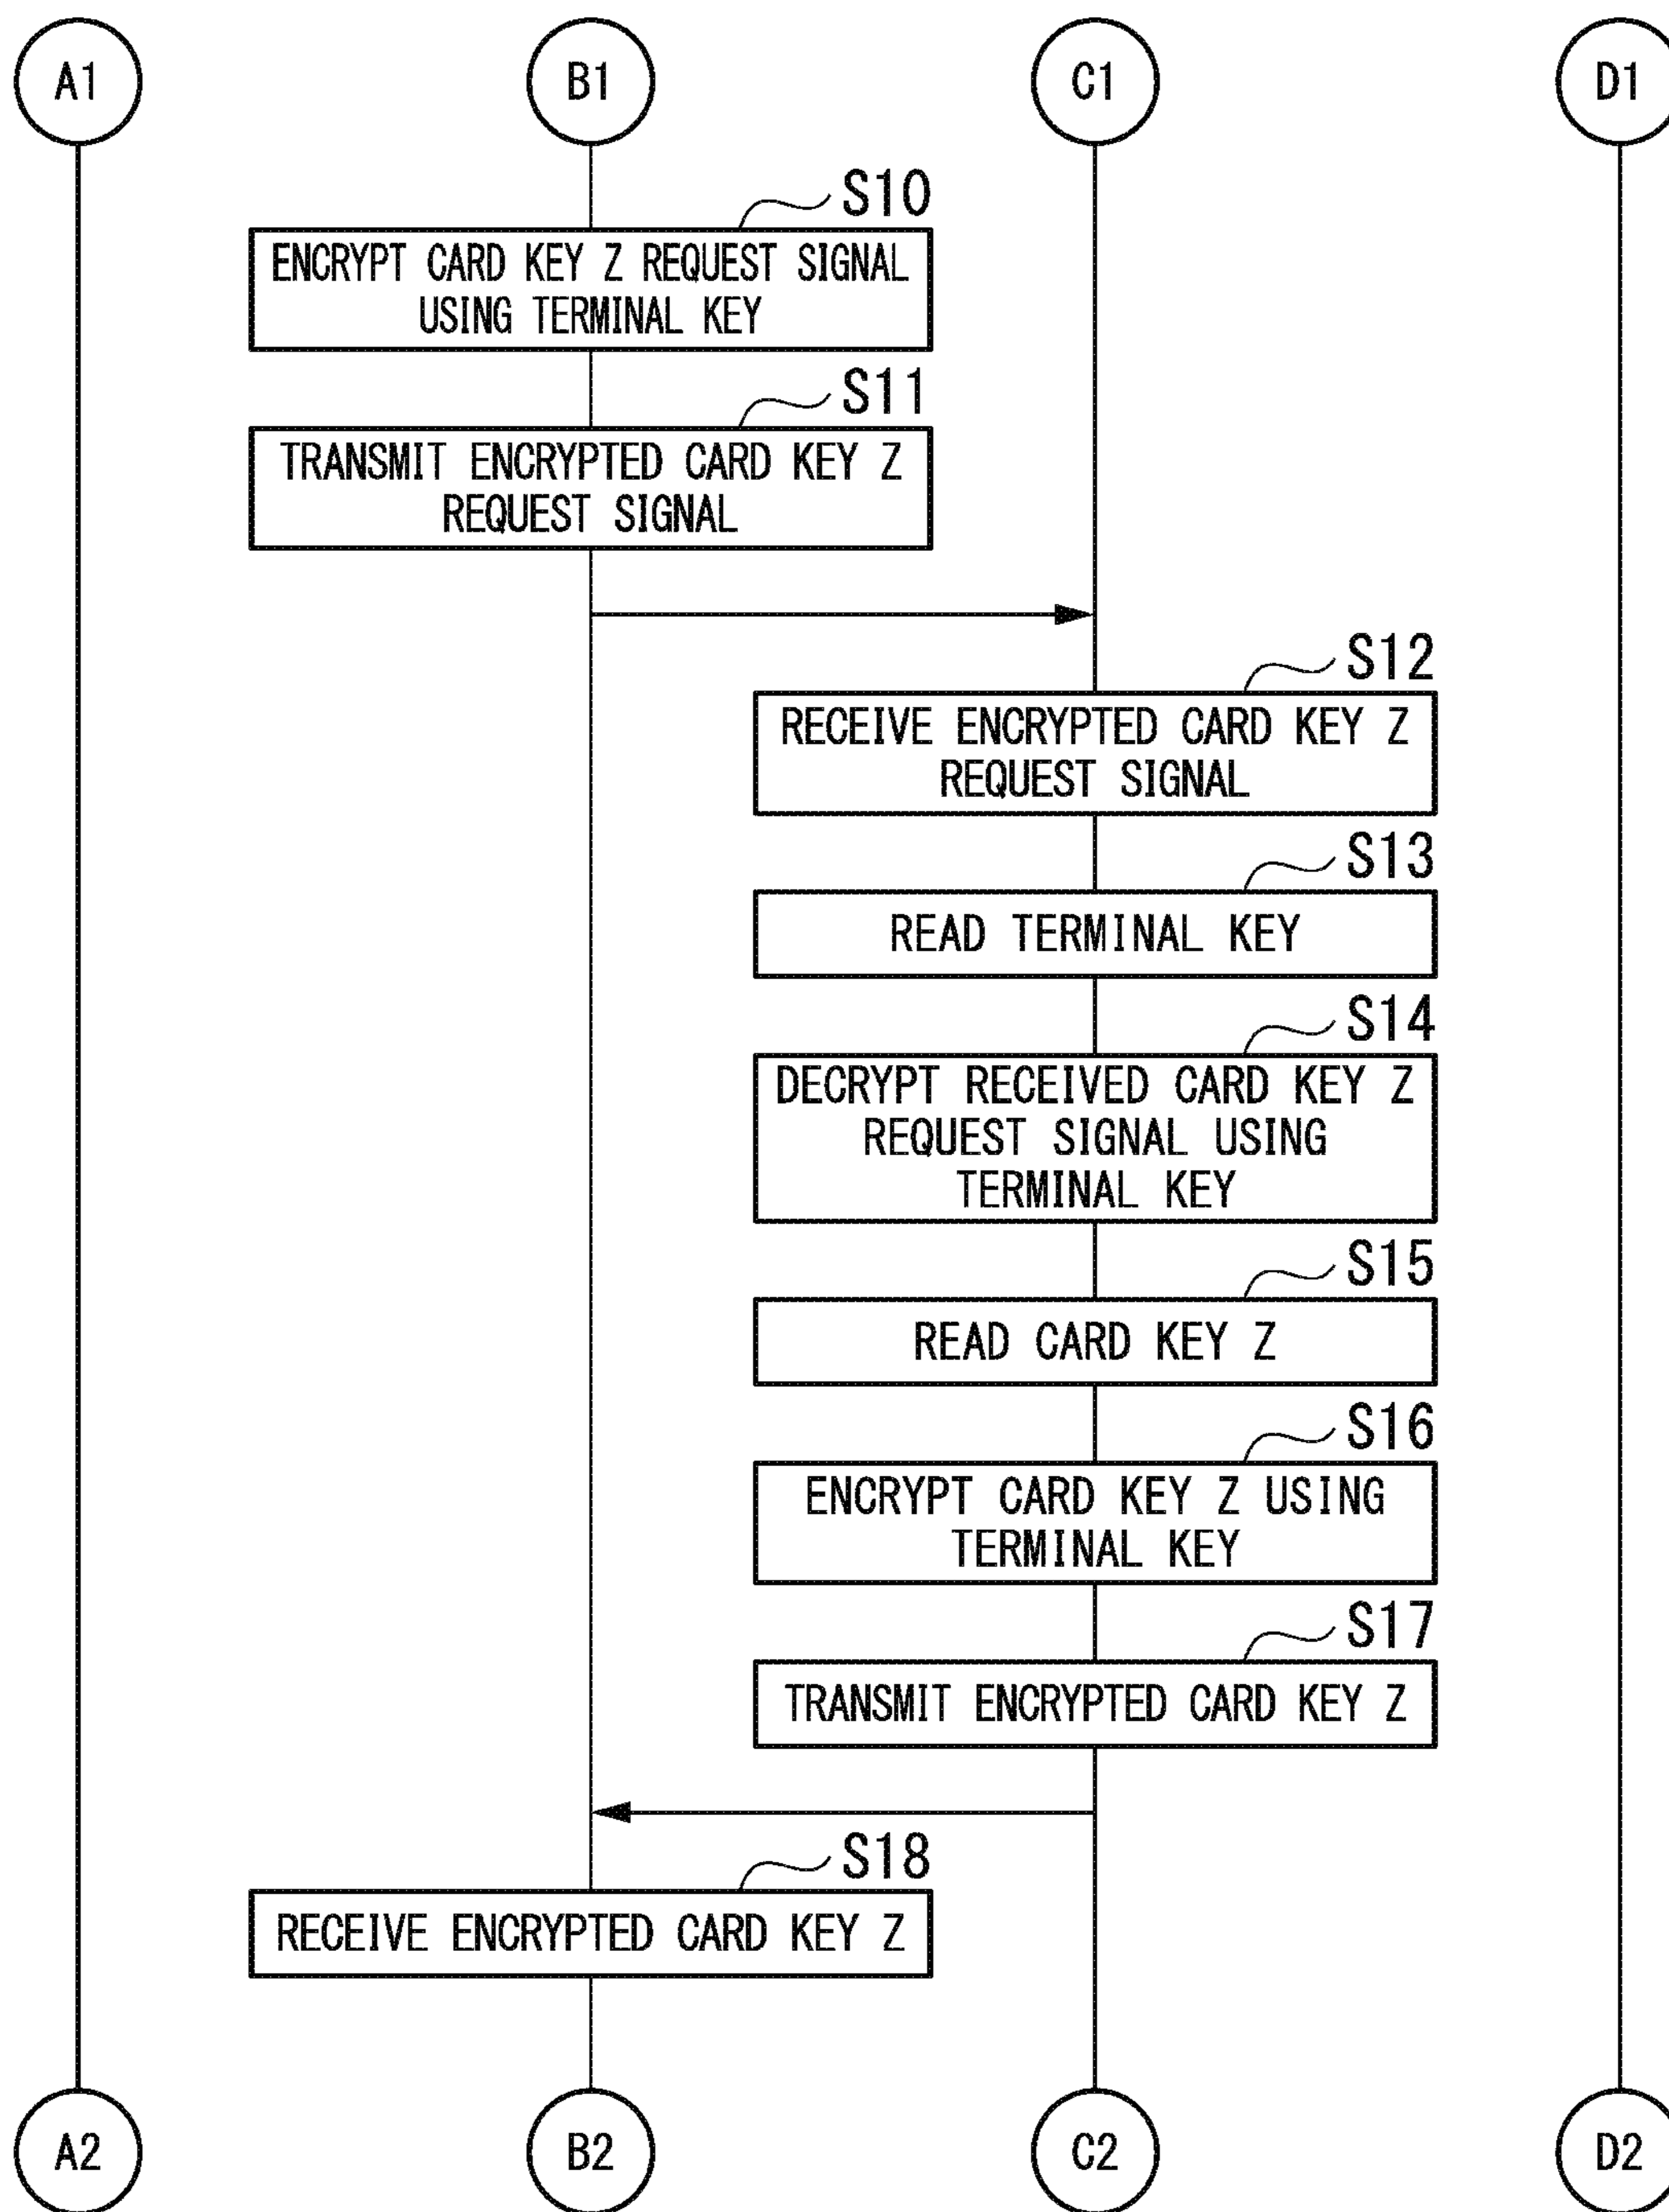 A1
B1
C1
D1
S10
ENCRYPT CARD KEY Z REQUEST SIGNAL
USING TERMINAL KEY
S11
TRANSMIT ENCRYPTED CARD KEY Z
REQUEST SIGNAL
S12
RECEIVE ENCRYPTED CARD KEY Z
REQUEST SIGNAL
S13
READ TERMINAL KEY
S14
DECRYPT RECEIVED CARD KEY Z
REQUEST SIGNAL USING
TERMINAL KEY
S15
READ CARD KEY Z
S16
ENCRYPT CARD KEY Z USING
TERMINAL KEY
S17
TRANSMIT ENCRYPTED CARD KEY Z
S18
RECEIVE ENCRYPTED CARD KEY Z
A2
B2
C2
D2